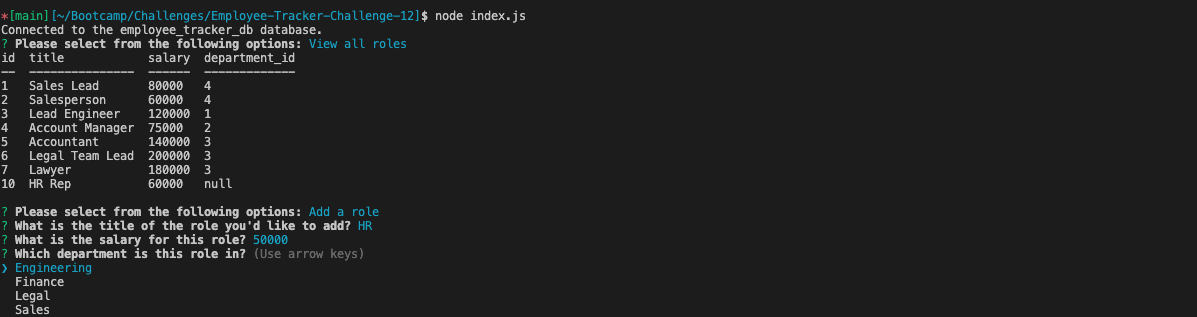 *[main][~/Bootcamp/Challenges/Employee-Tracker-Challenge-12]$ node index.js
Connected to the employee_tracker_db database.
? Please select from the following options: View all roles
id  title            salary  department_id
--  ---------------  ------  -------------
1   Sales Lead       80000   4
2   Salesperson      60000   4
3   Lead Engineer    120000  1
4   Account Manager  75000   2
5   Accountant       140000  3
6   Legal Team Lead  200000  3
7   Lawyer           180000  3
10  HR Rep           60000   null
? Please select from the following options: Add a role
? What is the title of the role you'd like to add? HR
? What is the salary for this role? 50000
? Which department is this role in? (Use arrow keys)
❯ Engineering
  Finance
  Legal
  Sales